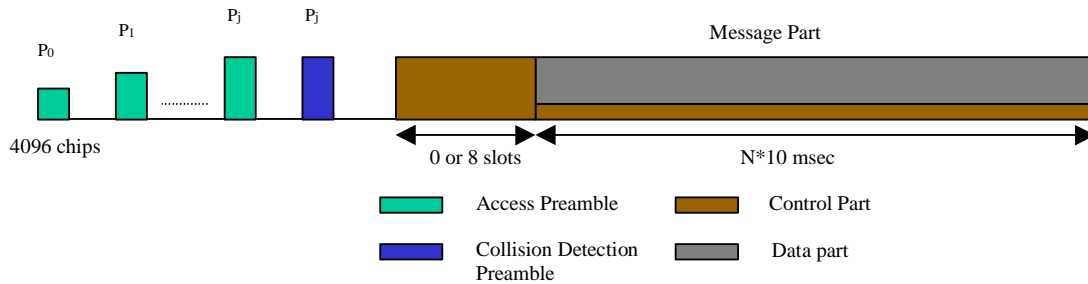 P0
P1
Pj
Pj
Message Part
4096 chips
0 or 8 slots
N*10 msec
Access Preamble
Control Part
Collision Detection
Preamble
Data part